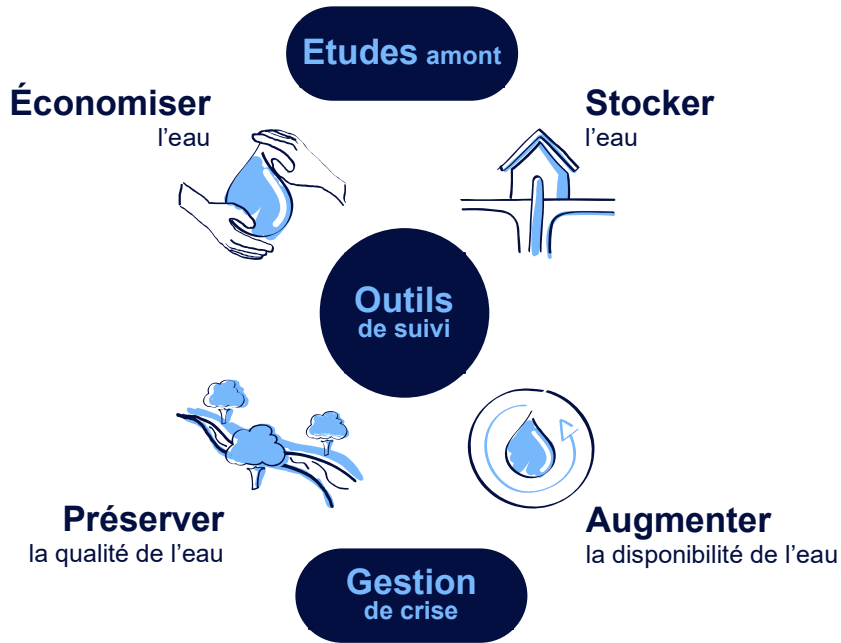 Etudes amont
Économiser
l'eau
Stocker
l'eau
Outils
de suivi
Préserver
la qualité de l'eau
Augmenter
la disponibilité de l'eau
Gestion
de crise